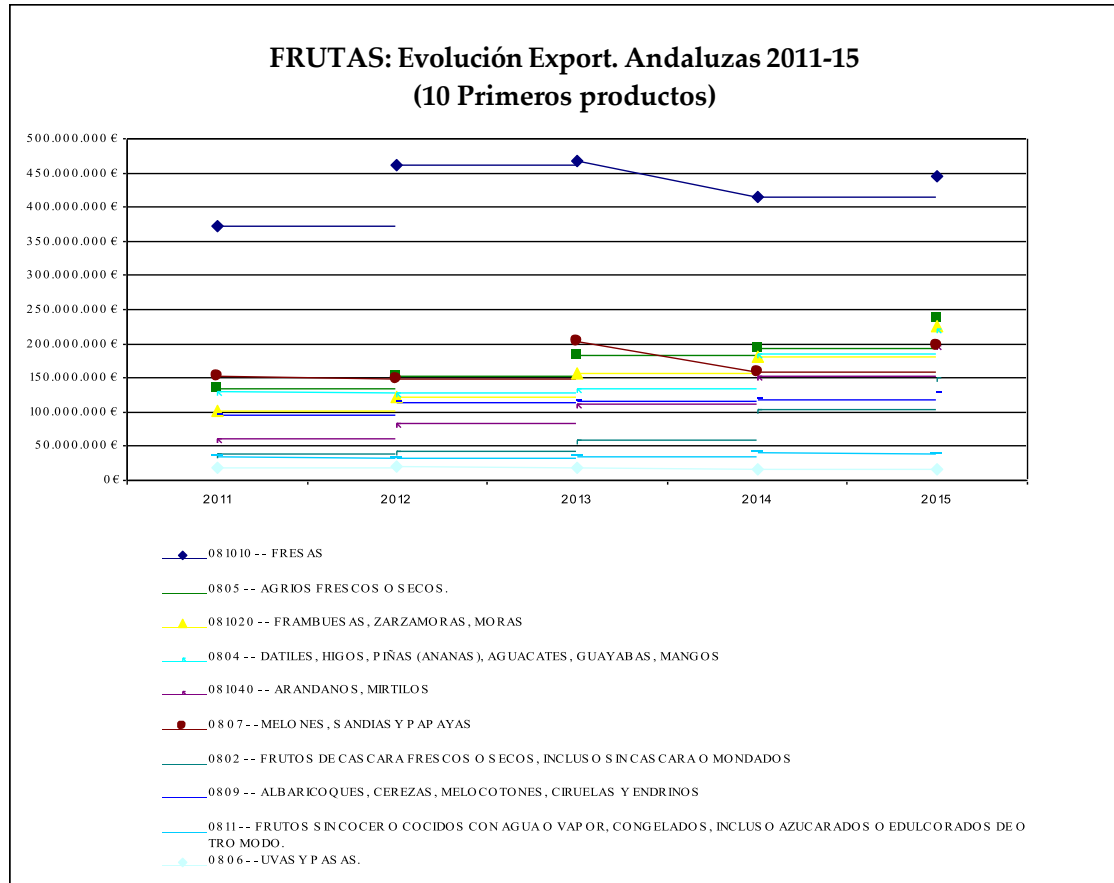 FRUTAS: Evolución Export. Andaluzas 2011-15
(10 Primeros productos)
500.000.000 €
450.000.000 €
400.000.000 €
350.000.000 €
300.000.000 €
250.000.000 €
200.000.000 €
150.000.000 €
100.000.000 €
50.000.000 €
0 €
2011 2012 2013 2014 2015
081010 -- FRESAS
0805 -- AGRIOS FRESCOS O SECOS.
081020 -- FRAMBUESAS, ZARZAMORAS, MORAS
0804 -- DATILES, HIGOS, PIÑAS (ANANAS), AGUACATES, GUAYABAS, MANGOS
081040 -- ARANDANOS, MIRTILOS
0807 -- MELONES, SANDIAS Y PAPAYAS
0802 -- FRUTOS DE CASCARA FRESCOS O SECOS, INCLUSO SIN CASCARA O MONDADOS
0809 -- ALBARICOQUES, CEREZAS, MELOCOTONES, CIRUELAS Y ENDRINOS
0811 -- FRUTOS SIN COCER O COCIDOS CON AGUA O VAPOR, CONGELADOS, INCLUSO AZUCARADOS O EDULCORADOS DE O
TRO MODO.
0806 -- UVAS Y PASAS.